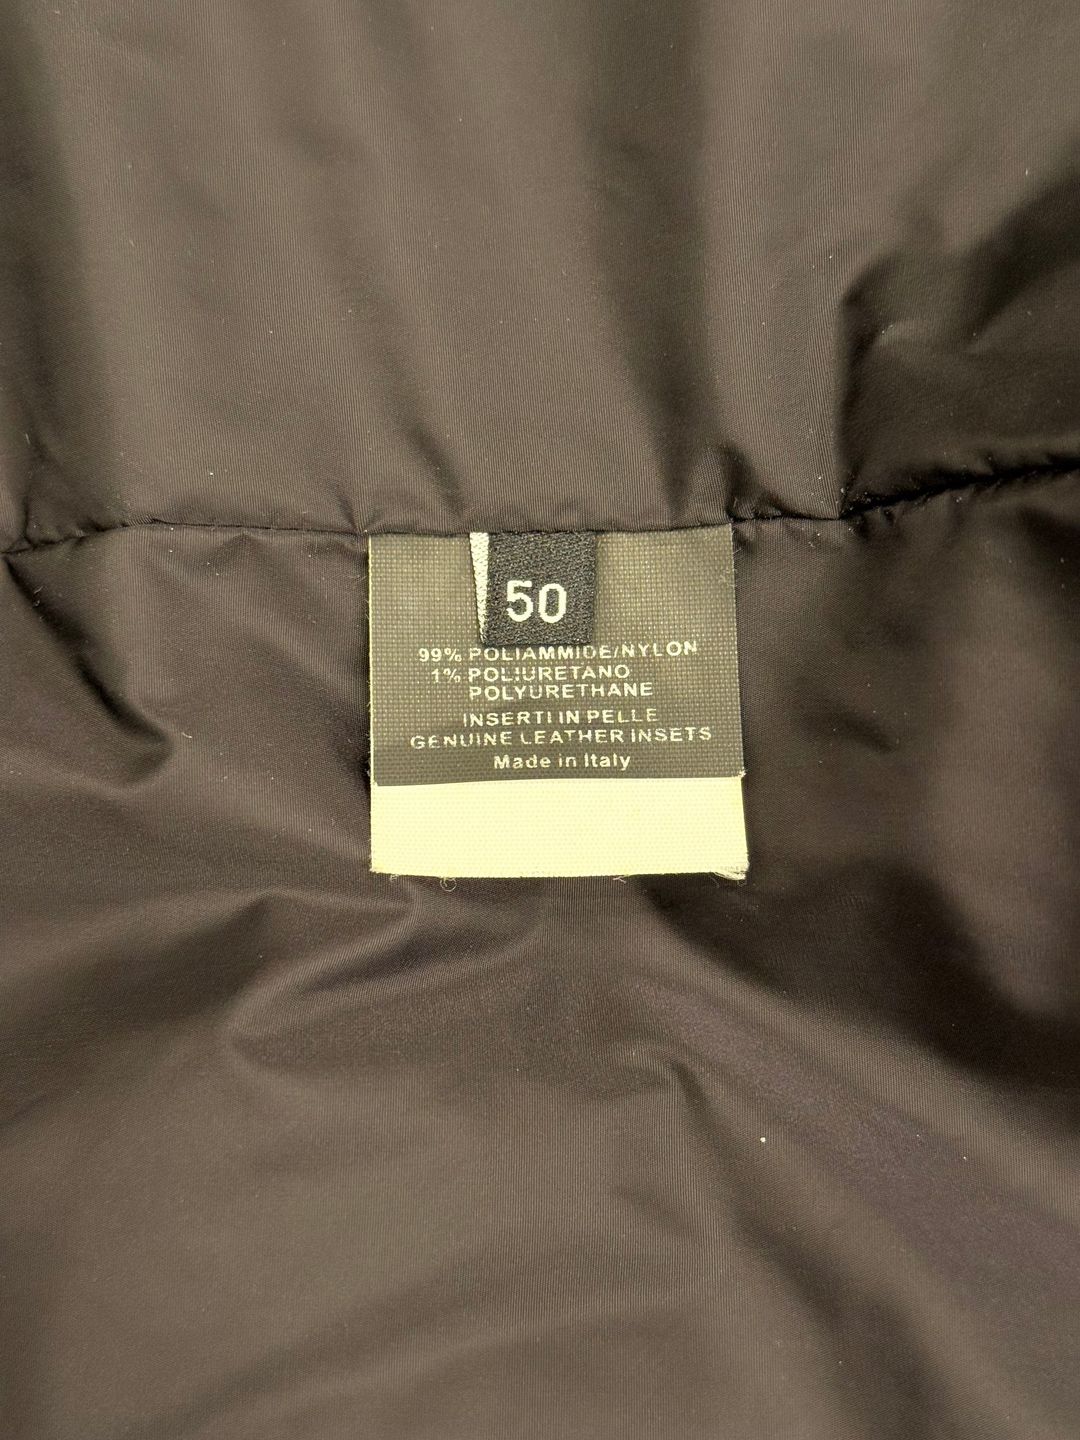 50
99% POLIAMMIDE/NYLON
1% POLIURETANO
POLYURETHANE
INSERTI IN PELLE
GENUINE LEATHER INSETS
Made in Italy